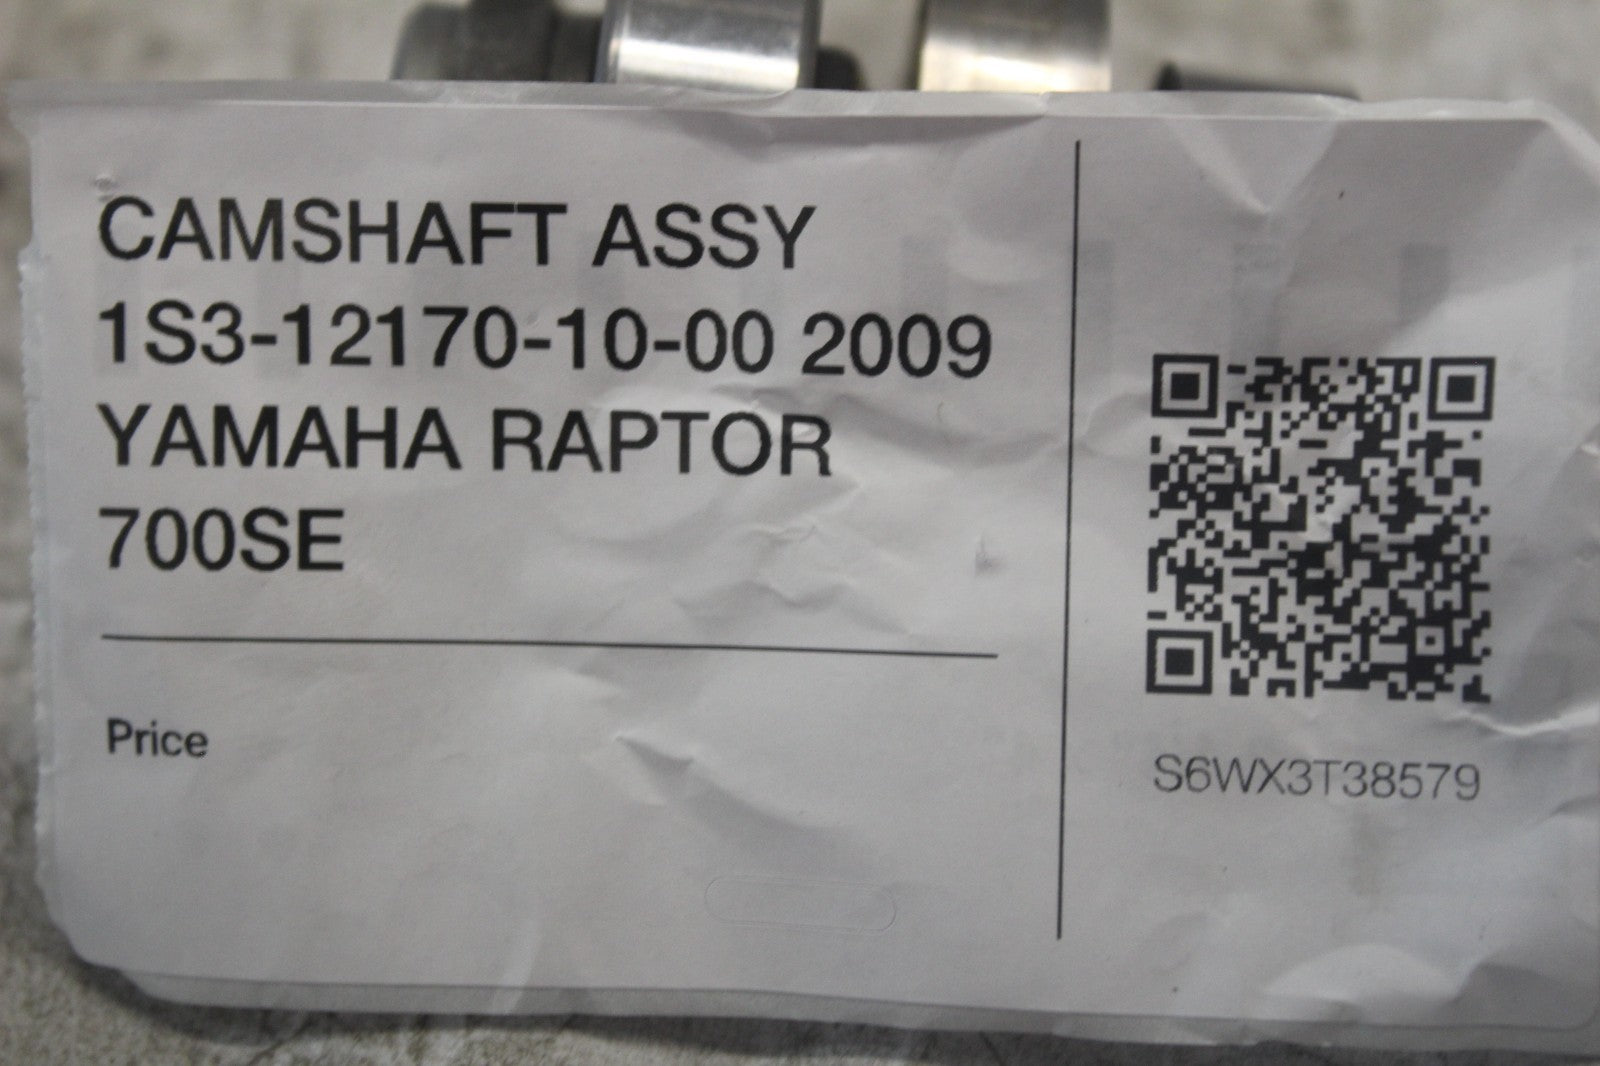 CAMSHAFT ASSY
1S3-12170-10-00 2009
YAMAHA RAPTOR
700SE
Price
S6WX3T38579